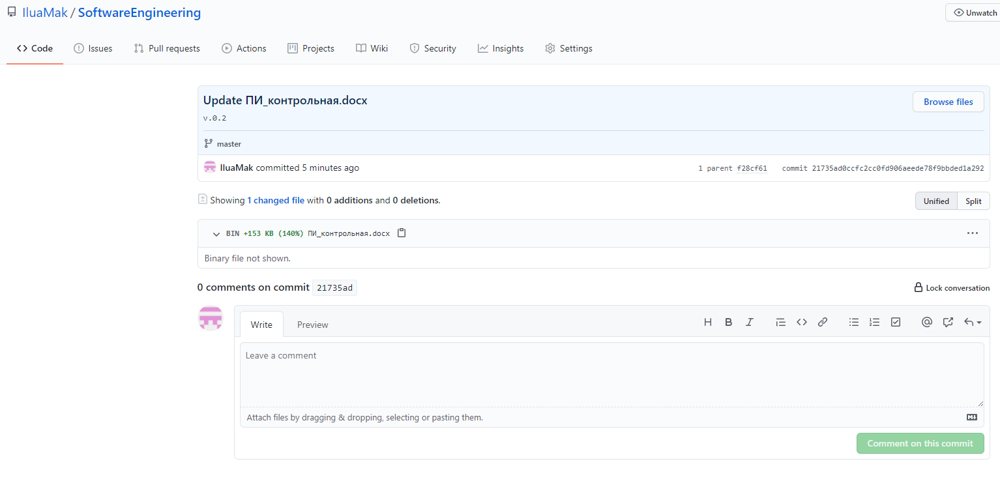 IluaMak / SoftwareEngineering
Unwatch
Code Issues Pull requests Actions Projects Wiki Security Insights Settings
Update ПИ_контрольная.docx
Browse files
v.0.2
master
IluaMak committed 5 minutes ago
1 parent f28cf61 commit 21735ad0ccfc2cc0fd906aeede78f9bbded1a292
Showing 1 changed file with 0 additions and 0 deletions.
Unified Split
BIN +153 KB (140%) ПИ_контрольная.docx
Binary file not shown.
0 comments on commit 21735ad
Lock conversation
Write Preview
Leave a comment
Attach files by dragging & dropping, selecting or pasting them.
Comment on this commit